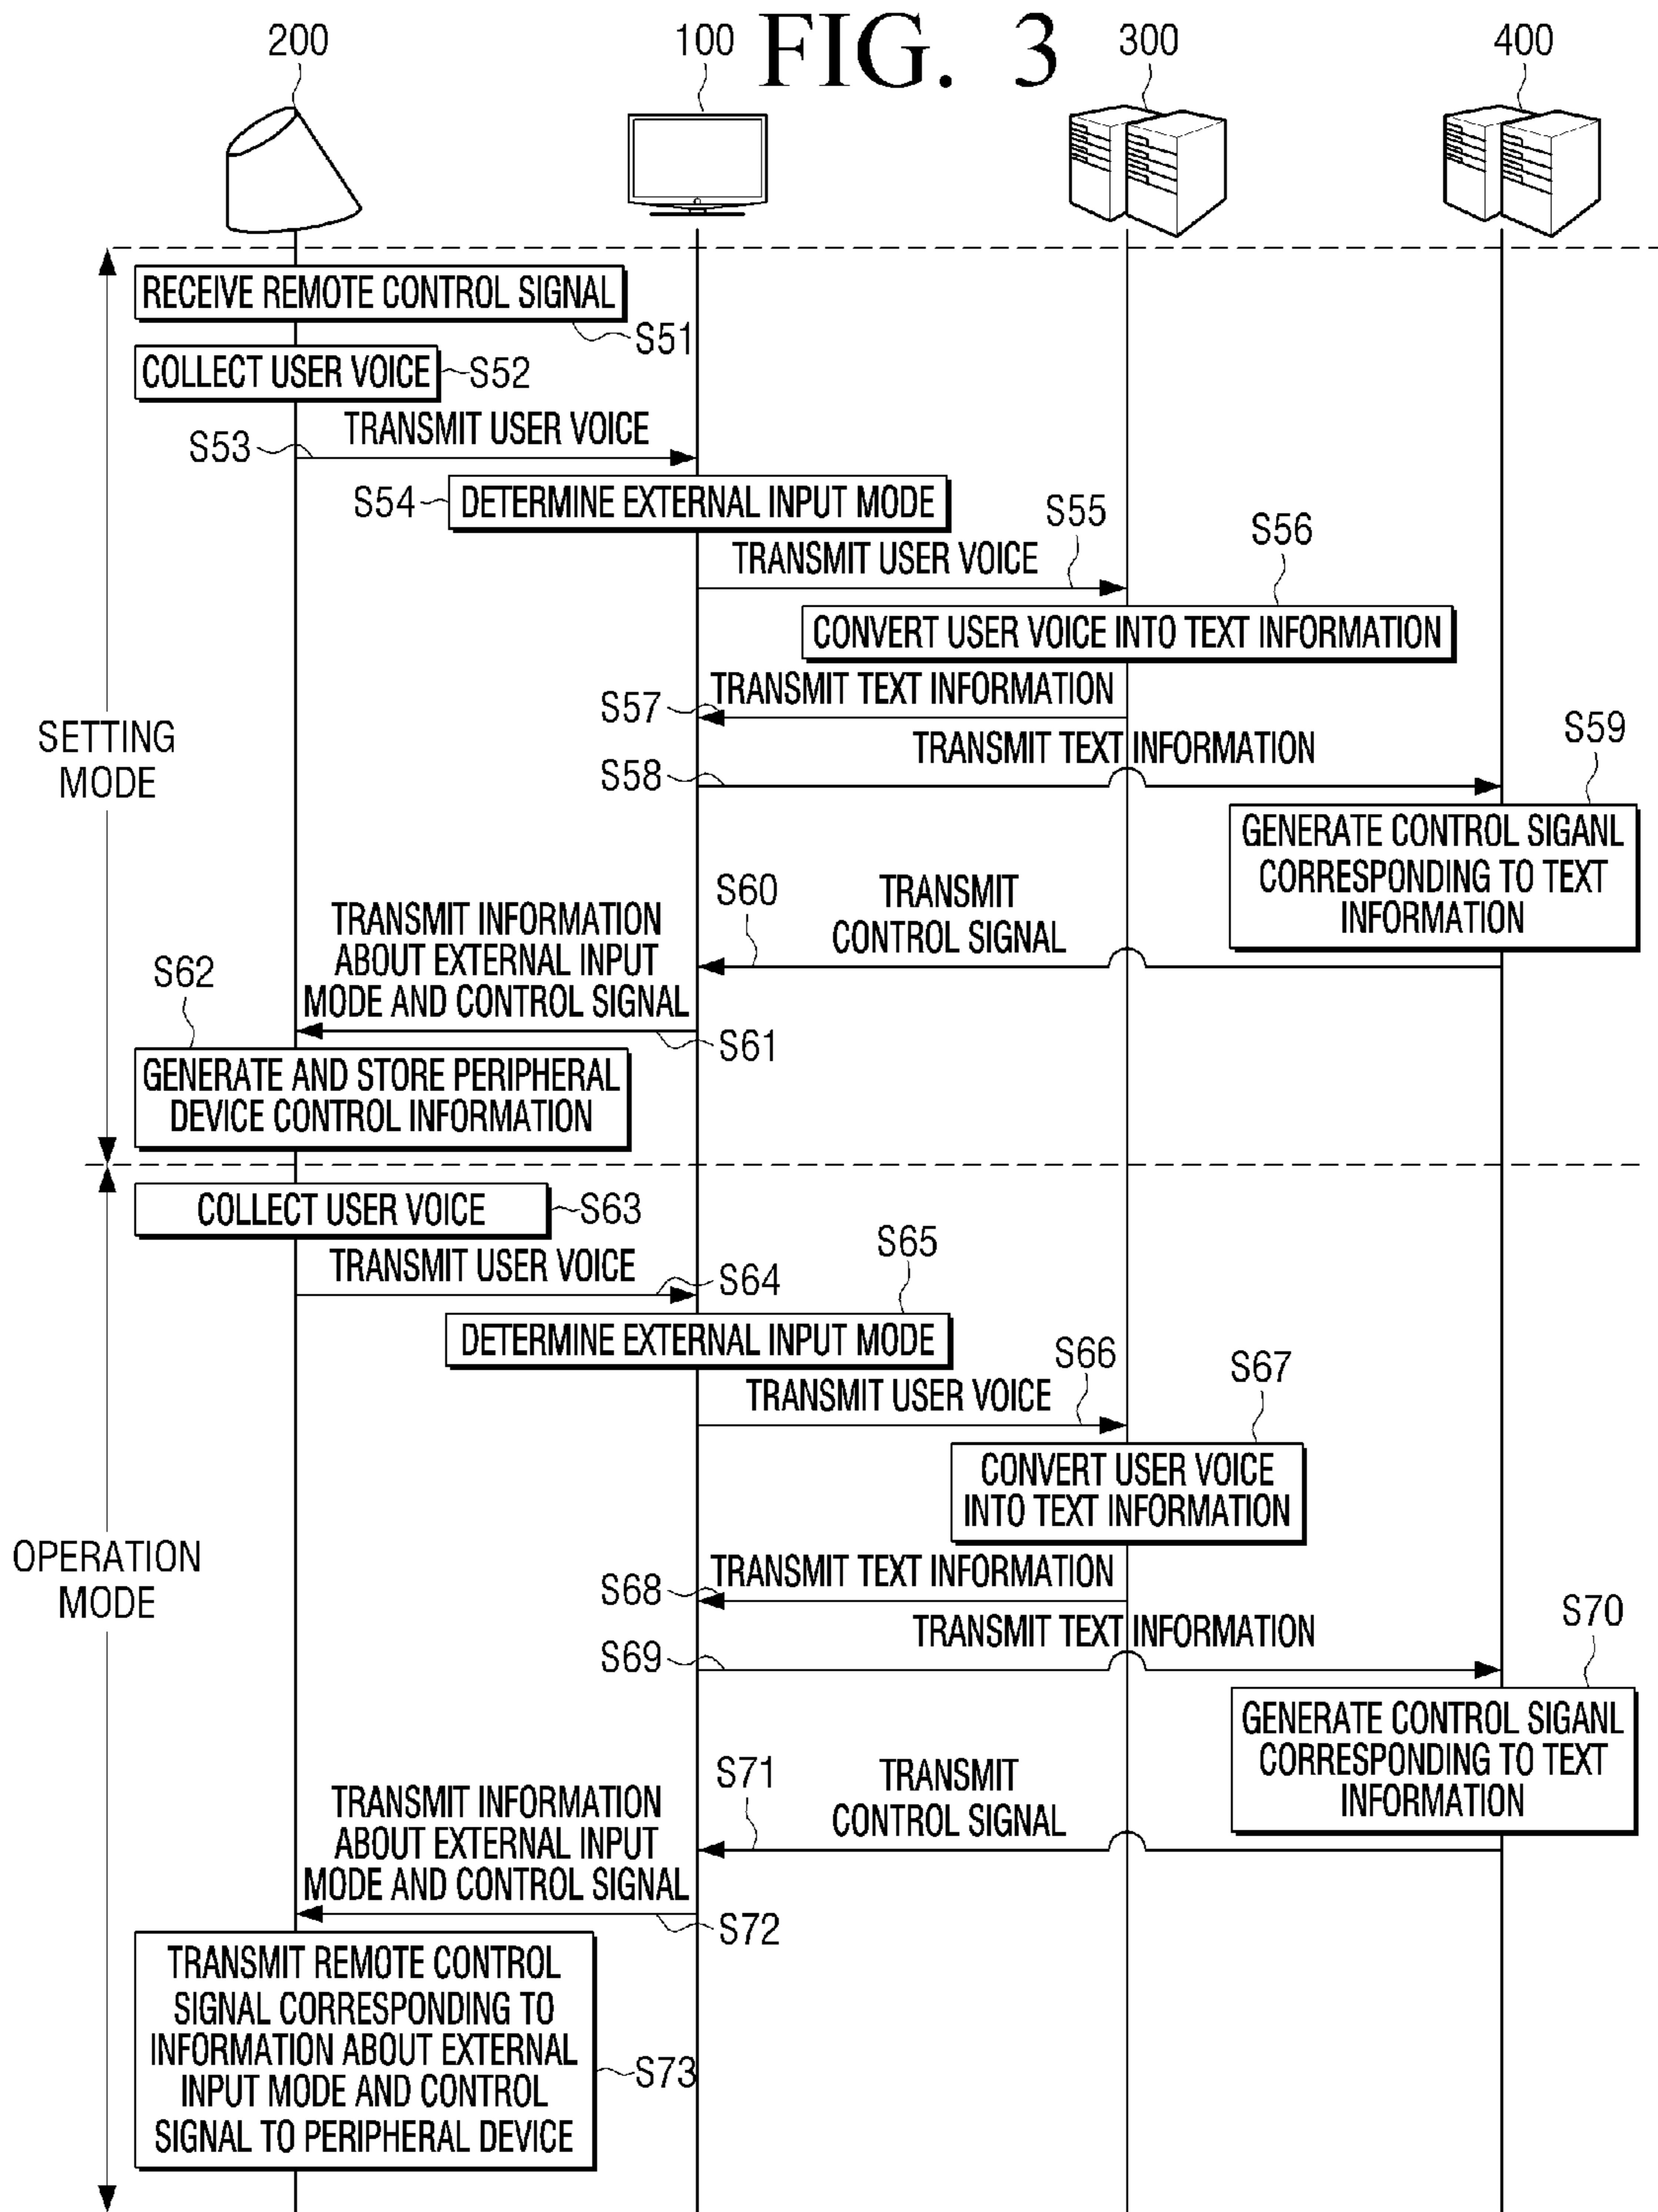 FIG. 3
200
100
300
400
RECEIVE REMOTE CONTROL SIGNAL
S51
COLLECT USER VOICE
S52
TRANSMIT USER VOICE
S53
S54
DETERMINE EXTERNAL INPUT MODE
S55
TRANSMIT USER VOICE
S56
CONVERT USER VOICE INTO TEXT INFORMATION
TRANSMIT TEXT INFORMATION
S57
SETTING
MODE
TRANSMIT TEXT INFORMATION
S58
S59
GENERATE CONTROL SIGANL
CORRESPONDING TO TEXT
INFORMATION
S60
TRANSMIT
CONTROL SIGNAL
TRANSMIT INFORMATION
ABOUT EXTERNAL INPUT
MODE AND CONTROL SIGNAL
S61
S62
GENERATE AND STORE PERIPHERAL
DEVICE CONTROL INFORMATION
COLLECT USER VOICE
S63
TRANSMIT USER VOICE
S64
S65
DETERMINE EXTERNAL INPUT MODE
S66
TRANSMIT USER VOICE
S67
CONVERT USER VOICE
INTO TEXT INFORMATION
OPERATION
MODE
TRANSMIT TEXT INFORMATION
S68
TRANSMIT TEXT INFORMATION
S69
S70
GENERATE CONTROL SIGANL
CORRESPONDING TO TEXT
INFORMATION
S71
TRANSMIT
CONTROL SIGNAL
TRANSMIT INFORMATION
ABOUT EXTERNAL INPUT
MODE AND CONTROL SIGNAL
S72
TRANSMIT REMOTE CONTROL
SIGNAL CORRESPONDING TO
INFORMATION ABOUT EXTERNAL
INPUT MODE AND CONTROL
SIGNAL TO PERIPHERAL DEVICE
S73